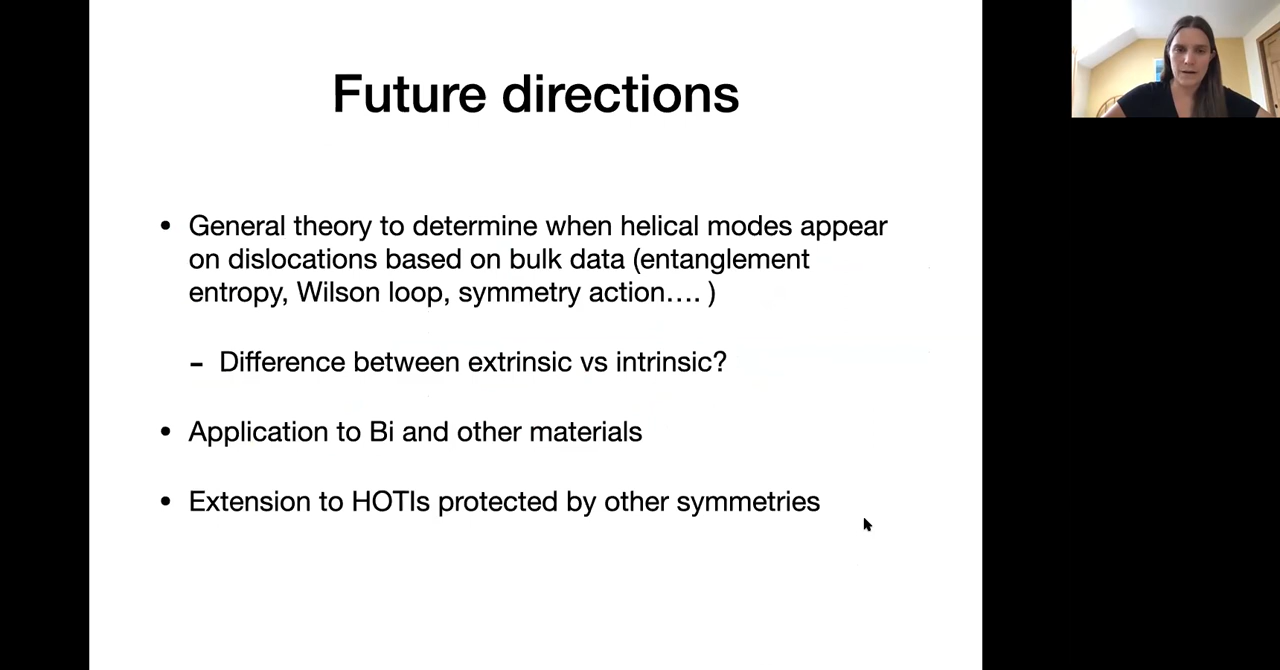 Future directions
• General theory to determine when helical modes appear
on dislocations based on bulk data (entanglement
entropy, Wilson loop, symmetry action…. )
– Difference between extrinsic vs intrinsic?
• Application to Bi and other materials
• Extension to HOTIs protected by other symmetries